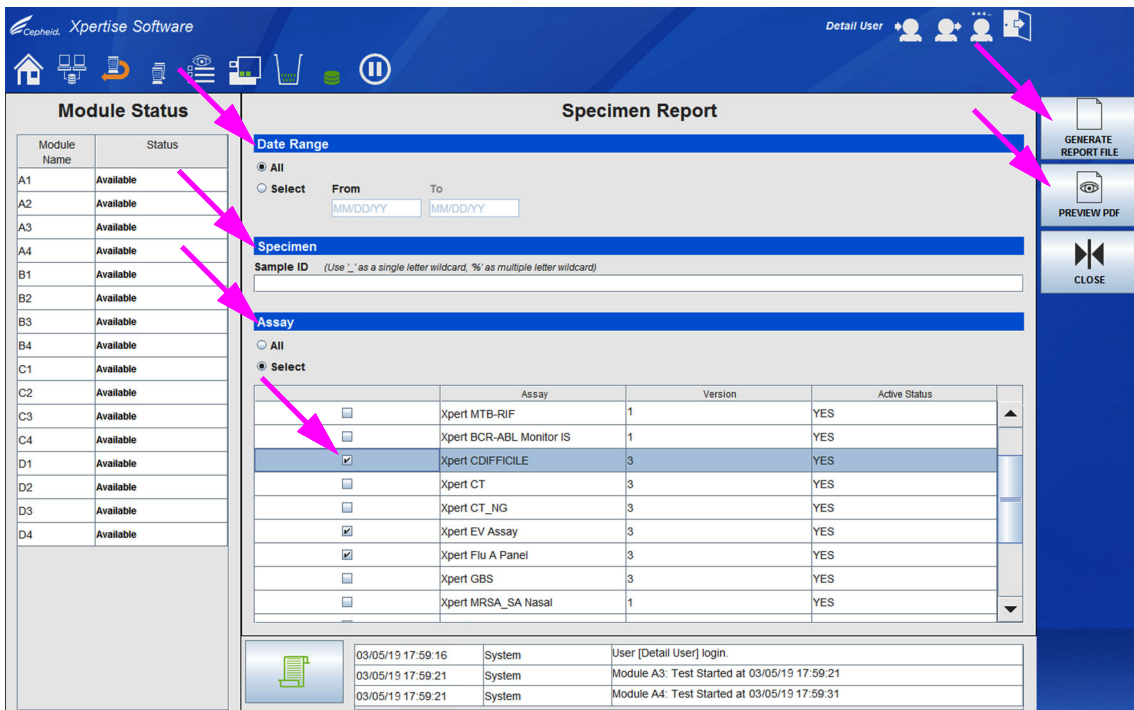 Cepheid. Xpertise Software
Detail User
Module Status
Module Name Status
A1 Available
A2 Available
A3 Available
A4 Available
B1 Available
B2 Available
B3 Available
B4 Available
C1 Available
C2 Available
C3 Available
C4 Available
D1 Available
D2 Available
D3 Available
D4 Available
Specimen Report
Date Range
All
Select From To
MM/DD/YY MM/DD/YY
Specimen
Sample ID (Use '_' as a single letter wildcard, '%' as multiple letter wildcard)
Assay
All
Select
Assay Version Active Status
Xpert MTB-RIF 1 YES
Xpert BCR-ABL Monitor IS 1 YES
Xpert CDIFFICILE 3 YES
Xpert CT 3 YES
Xpert CT_NG 3 YES
Xpert EV Assay 3 YES
Xpert Flu A Panel 3 YES
Xpert GBS 3 YES
Xpert MRSA_SA Nasal 1 YES
03/05/19 17:59:16 System User [Detail User] login.
03/05/19 17:59:21 System Module A3: Test Started at 03/05/19 17:59:21
03/05/19 17:59:21 System Module A4: Test Started at 03/05/19 17:59:31
GENERATE
REPORT FILE
PREVIEW PDF
CLOSE